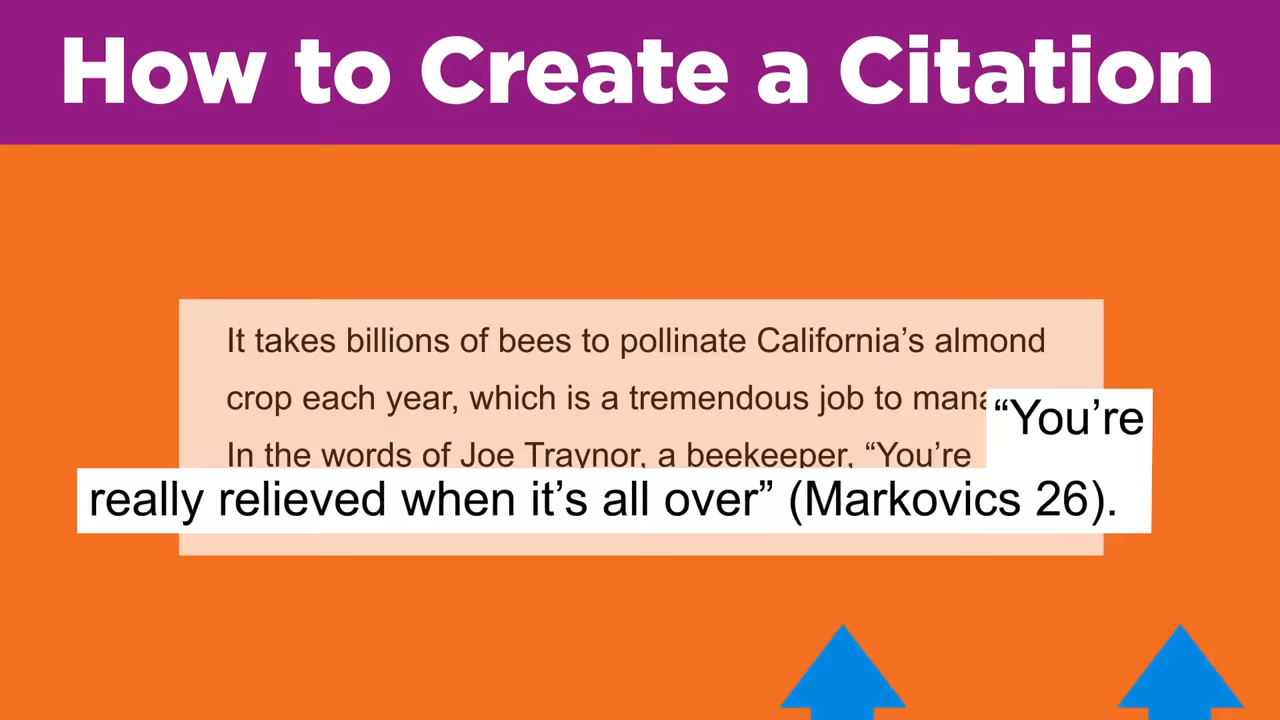 How to Create a Citation
It takes billions of bees to pollinate California’s almond
crop each year, which is a tremendous job to
In the words of Joe Traynor, a beekeeper, “You’re
“You’re
really relieved when it’s all over” (Markovics 26).